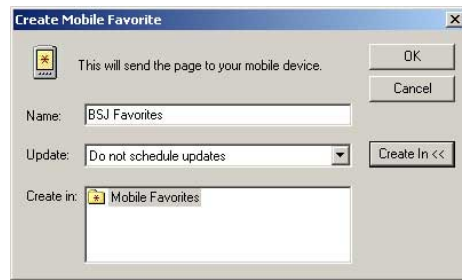 Create Mobile Favorite
This will send the page to your mobile device.
OK
Cancel
Name: BSJ Favorites
Update: Do not schedule updates
Create In <<
Create in: Mobile Favorites